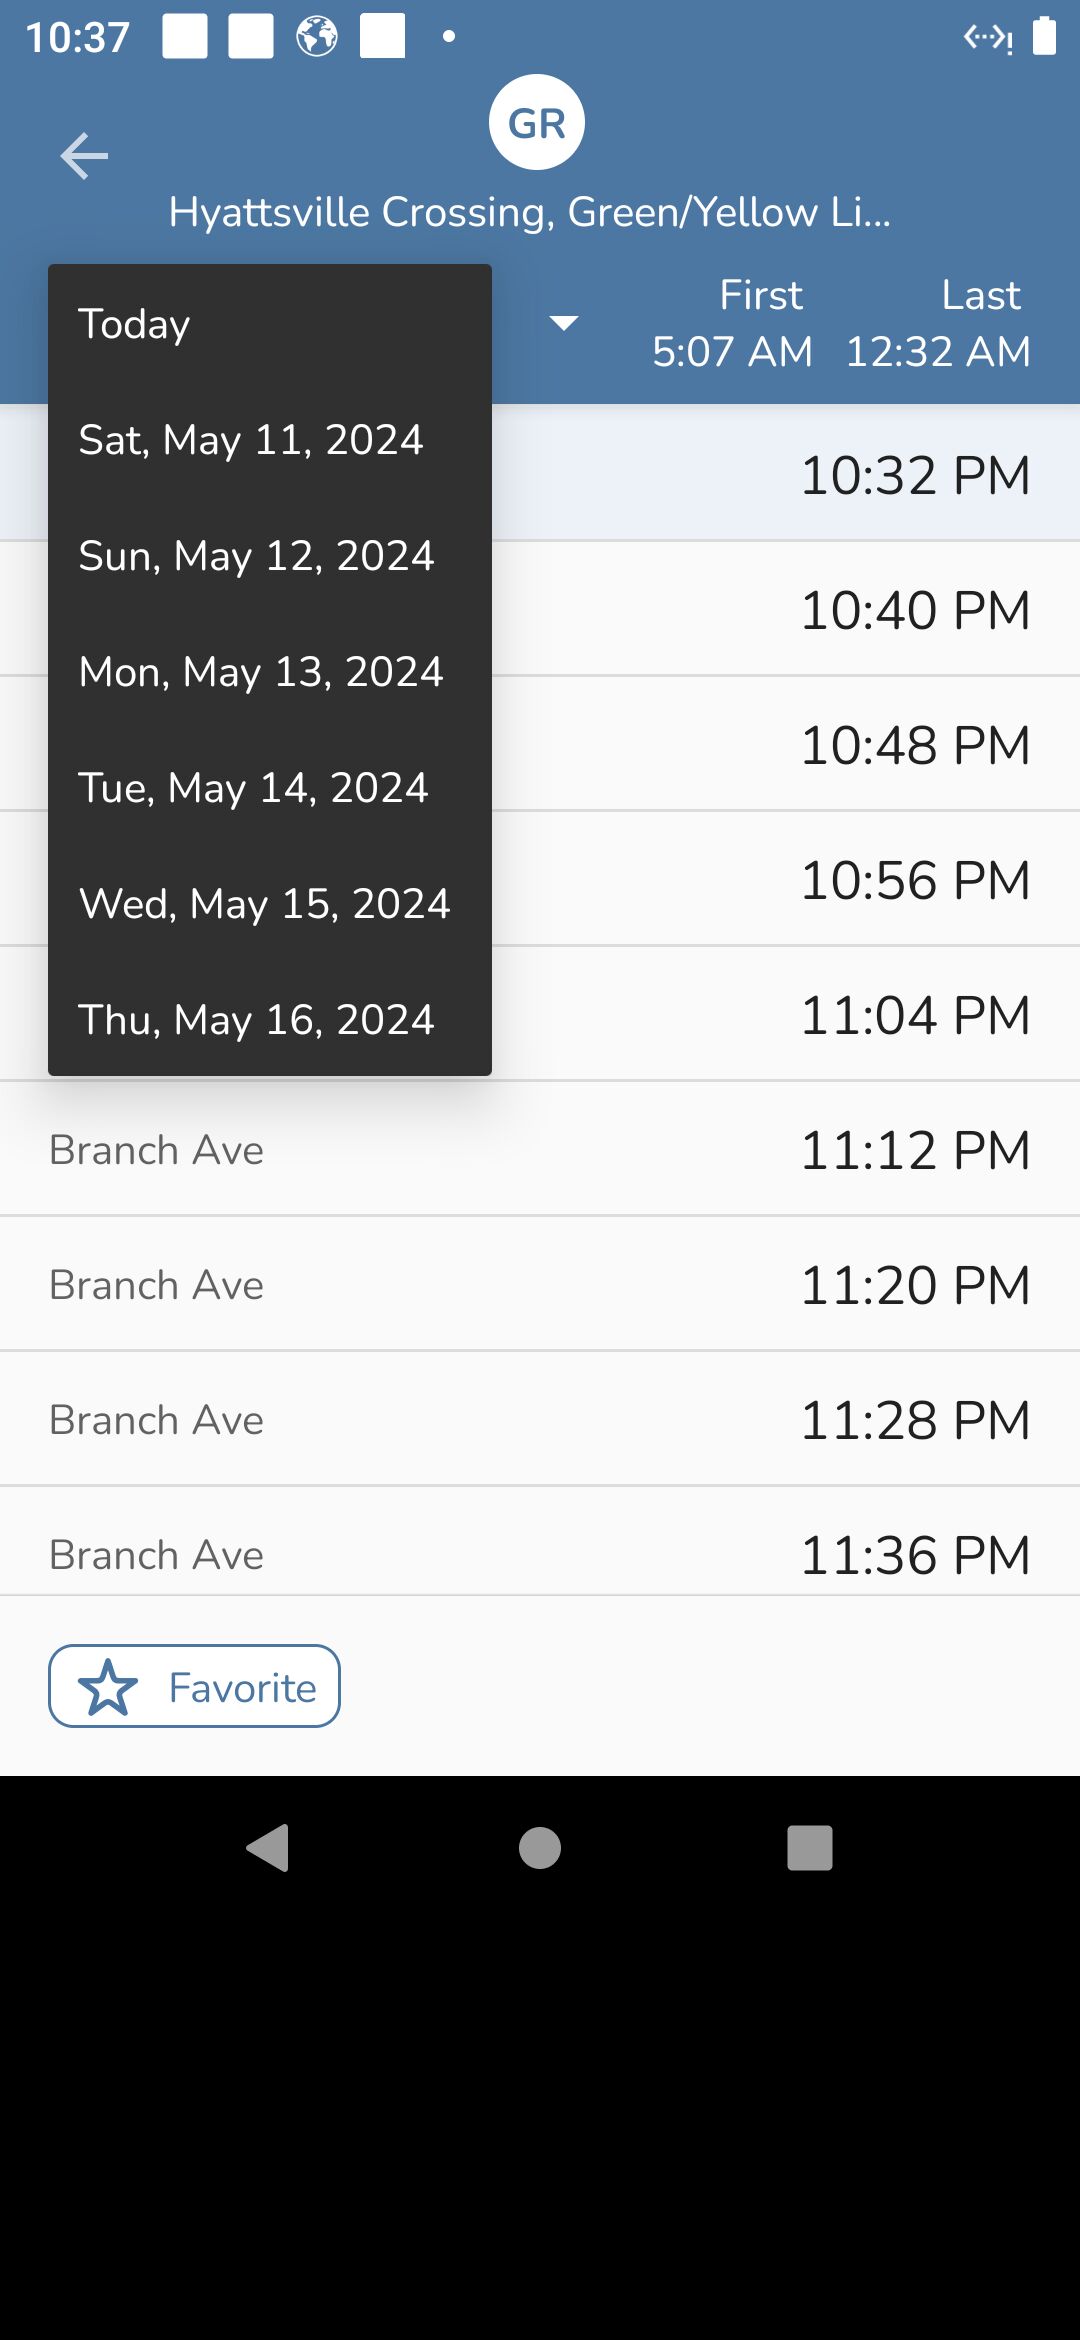 10:37
GR
Hyattsville Crossing, Green/Yellow Li...
First Last
5:07 AM 12:32 AM
Today
Sat, May 11, 2024
Sun, May 12, 2024
Mon, May 13, 2024
Tue, May 14, 2024
Wed, May 15, 2024
Thu, May 16, 2024
10:32 PM
10:40 PM
10:48 PM
10:56 PM
11:04 PM
Branch Ave 11:12 PM
Branch Ave 11:20 PM
Branch Ave 11:28 PM
Branch Ave 11:36 PM
Favorite